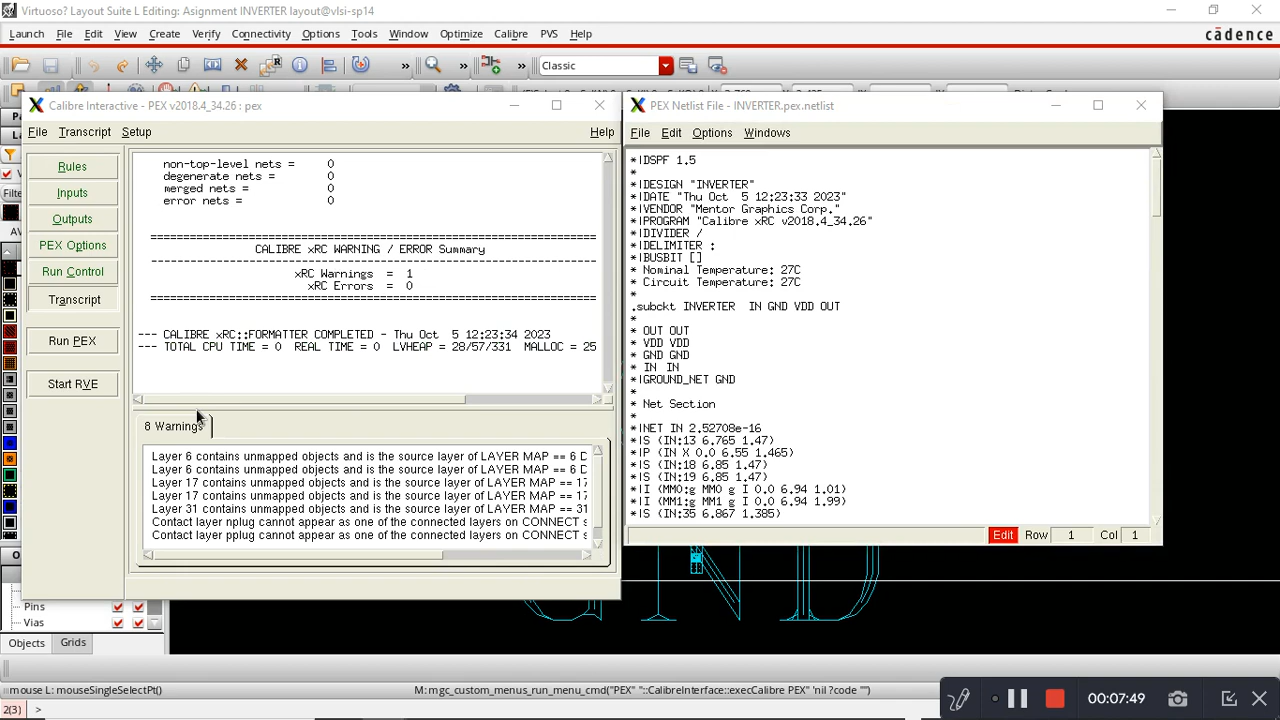 Virtuoso? Layout Suite L Editing: Asignment INVERTER layout@vlsi-sp14
Launch File Edit View Create Verify Connectivity Options Tools Window Optimize Calibre PVS Help
cādence
Classic
Calibre Interactive - PEX v2018.4_34.26 : pex
File Transcript Setup Help
Rules
Inputs
Outputs
PEX Options
Run Control
Transcript
Run PEX
Start RVE
non-top-level nets = 0
degenerate nets = 0
merged nets = 0
error nets = 0
CALIBRE xRC WARNING / ERROR Summary
xRC Warnings = 1
xRC Errors = 0
--- CALIBRE xRC::FORMATTER COMPLETED - Thu Oct 5 12:23:34 2023
--- TOTAL CPU TIME = 0 REAL TIME = 0 LVHEAP = 28/57/331 MALLOC = 25
8 Warnings
Layer 6 contains unmapped objects and is the source layer of LAYER MAP == 6 D
Layer 6 contains unmapped objects and is the source layer of LAYER MAP == 6 D
Layer 17 contains unmapped objects and is the source layer of LAYER MAP == 17
Layer 17 contains unmapped objects and is the source layer of LAYER MAP == 17
Layer 31 contains unmapped objects and is the source layer of LAYER MAP == 31
Contact layer nplug cannot appear as one of the connected layers on CONNECT s
Contact layer pplug cannot appear as one of the connected layers on CONNECT s
PEX Netlist File - INVERTER.pex.netlist
File Edit Options Windows
*|DSPF 1.5
*
*|DESIGN "INVERTER"
*|DATE "Thu Oct 5 12:23:33 2023"
*|VENDOR "Mentor Graphics Corp."
*|PROGRAM "Calibre xRC v2018.4_34.26"
*|DIVIDER /
*|DELIMITER :
*|BUSBIT []
* Nominal Temperature: 27C
* Circuit Temperature: 27C
*
.subckt INVERTER IN GND VDD OUT
*
* OUT OUT
* VDD VDD
* GND GND
* IN IN
*|GROUND_NET GND
*
* Net Section
*
*|NET IN 2.52708e-16
*|S (IN:13 6.765 1.47)
*|P (IN X 0.0 6.55 1.465)
*|S (IN:18 6.85 1.47)
*|S (IN:19 6.85 1.47)
*|I (MM0:g MM0 g I 0.0 6.94 1.01)
*|I (MM1:g MM1 g I 0.0 6.94 1.99)
*|S (IN:35 6.867 1.385)
Edit Row 1 Col 1
GND
Pins
Vias
Objects Grids
mouse L: mouseSingleSelectPt() M: mgc_custom_menus_run_menu_cmd("PEX" "::CalibreInterface::execCalibre PEX" 'nil ?code "")
2(3) >
00:07:49